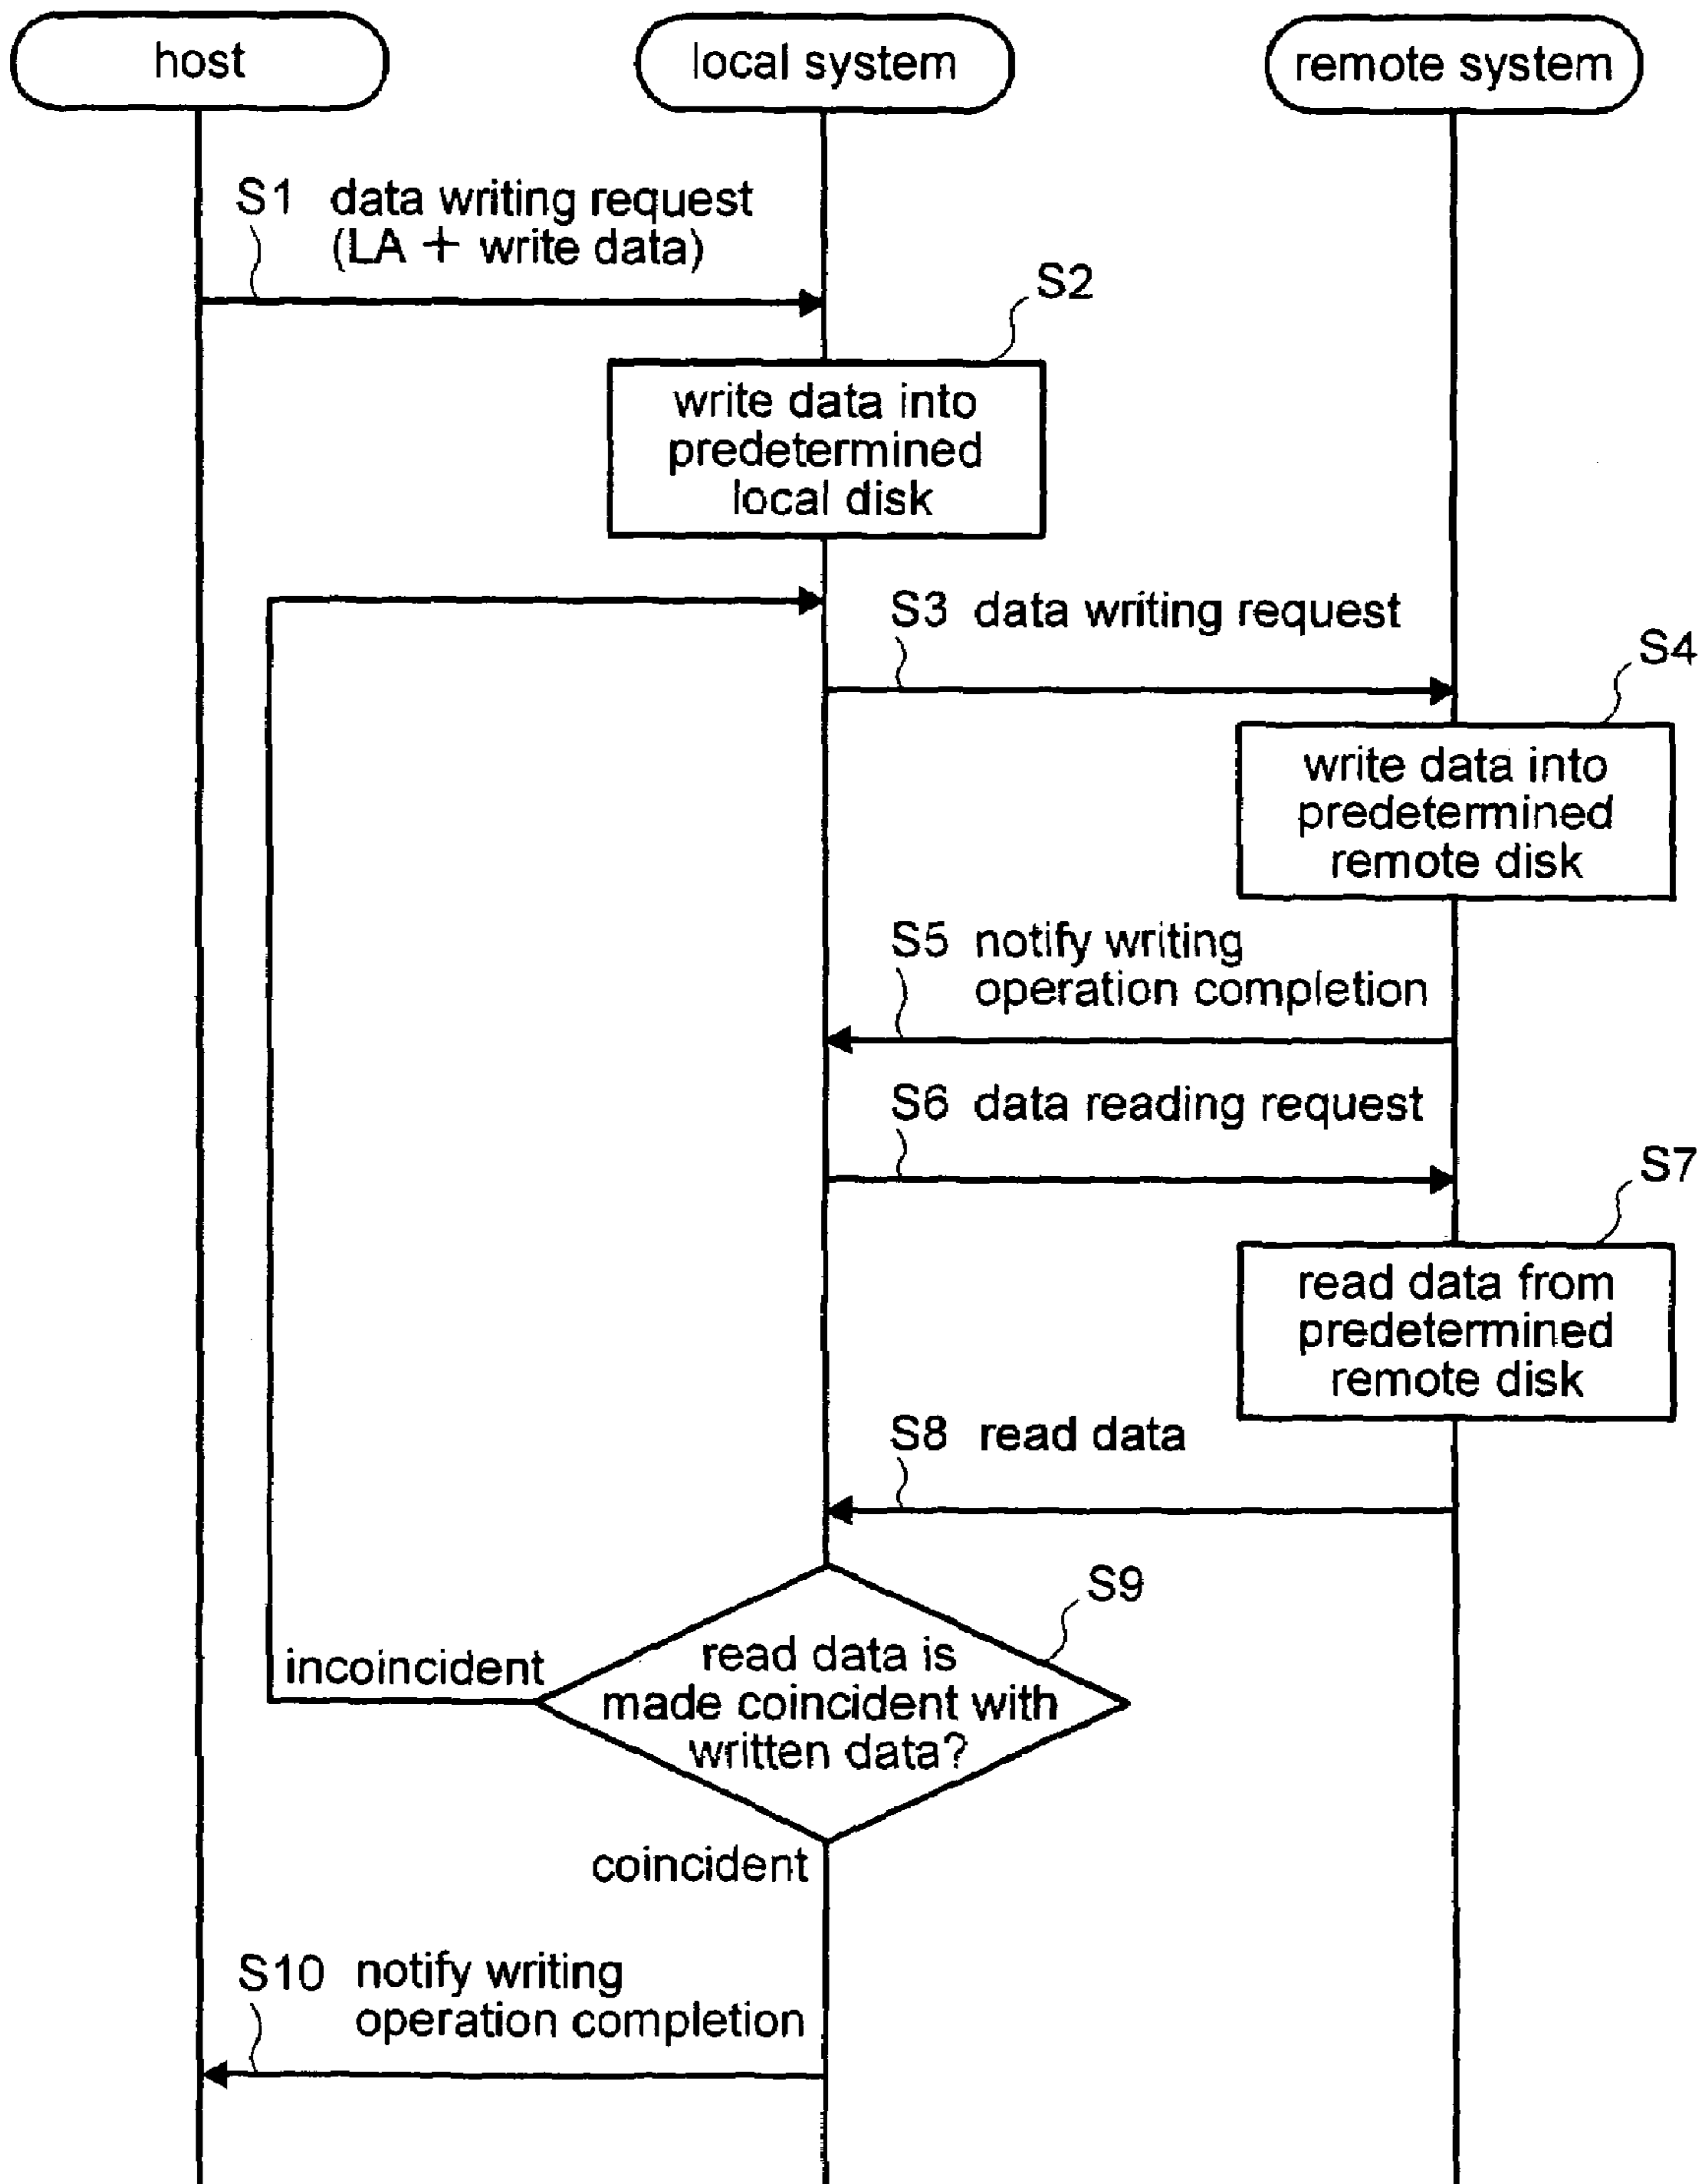 host
local system
remote system
S1 data writing request
(LA + write data)
S2
write data into
predetermined
local disk
S3 data writing request
S4
write data into
predetermined
remote disk
S5 notify writing
operation completion
S6 data reading request
S7
read data from
predetermined
remote disk
S8 read data
S9
read data is
made coincident with
written data?
incoincident
coincident
S10 notify writing
operation completion